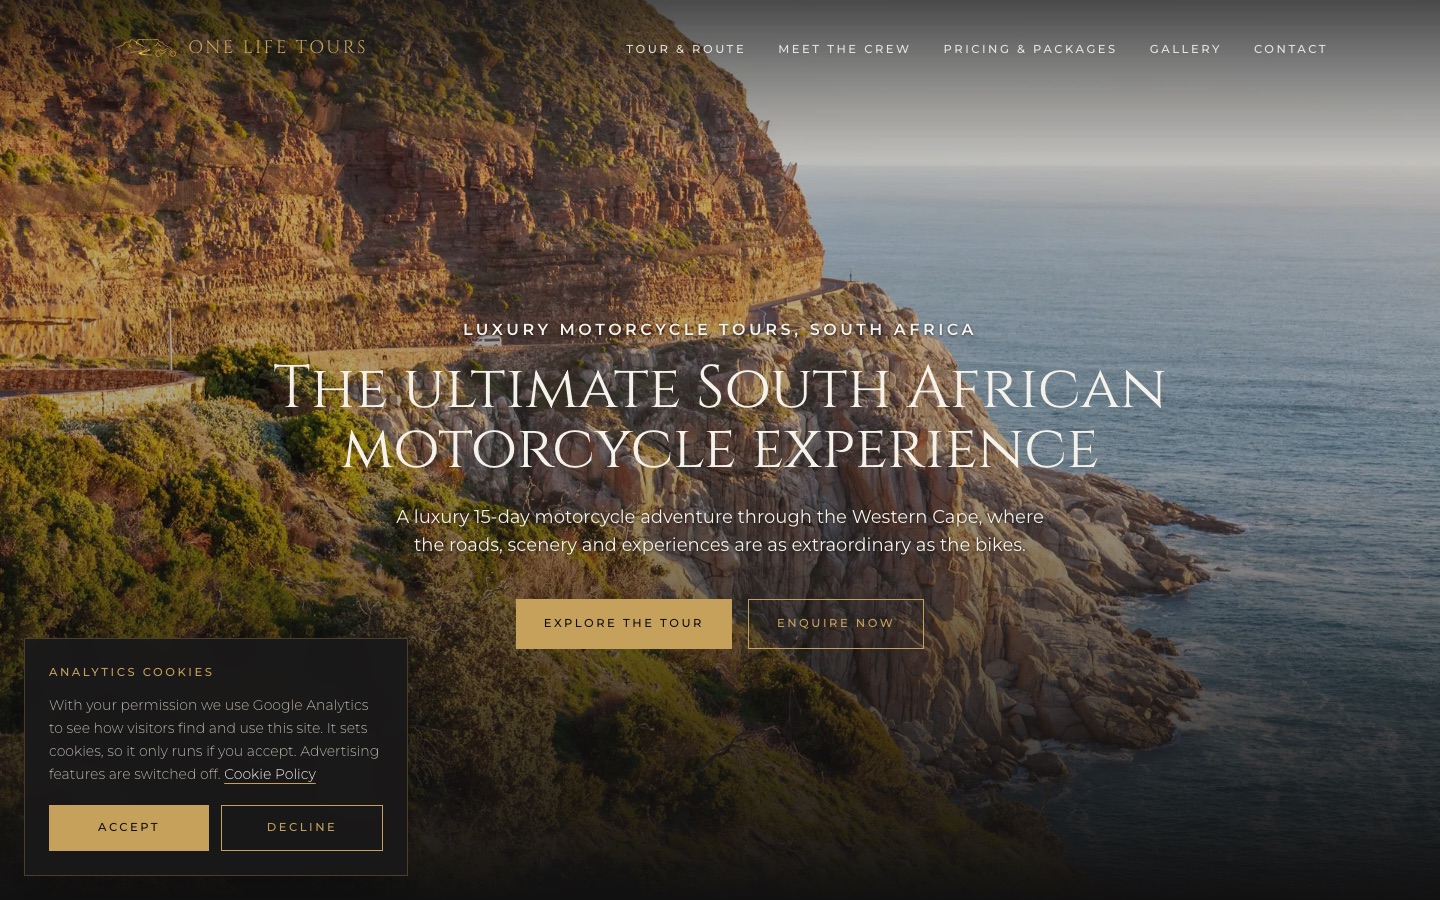 ONE LIFE TOURS
TOUR & ROUTE
MEET THE CREW
PRICING & PACKAGES
GALLERY
CONTACT
LUXURY MOTORCYCLE TOURS, SOUTH AFRICA
The ultimate South African
motorcycle experience
A luxury 15-day motorcycle adventure through the Western Cape, where
the roads, scenery and experiences are as extraordinary as the bikes.
EXPLORE THE TOUR
ENQUIRE NOW
ANALYTICS COOKIES
With your permission we use Google Analytics
to see how visitors find and use this site. It sets
cookies, so it only runs if you accept. Advertising
features are switched off. Cookie Policy
ACCEPT
DECLINE